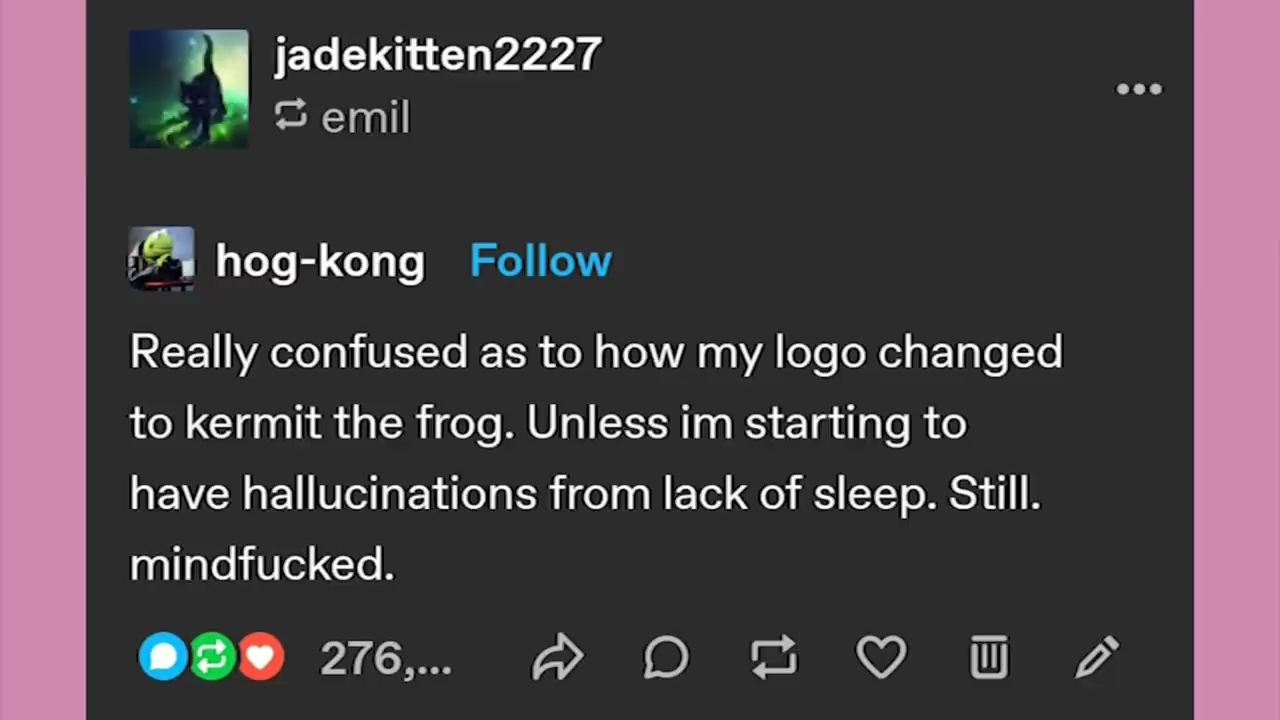 jadekitten2227
emil
hog-kong Follow
Really confused as to how my logo changed
to kermit the frog. Unless im starting to
have hallucinations from lack of sleep. Still.
mindfucked.
276,...